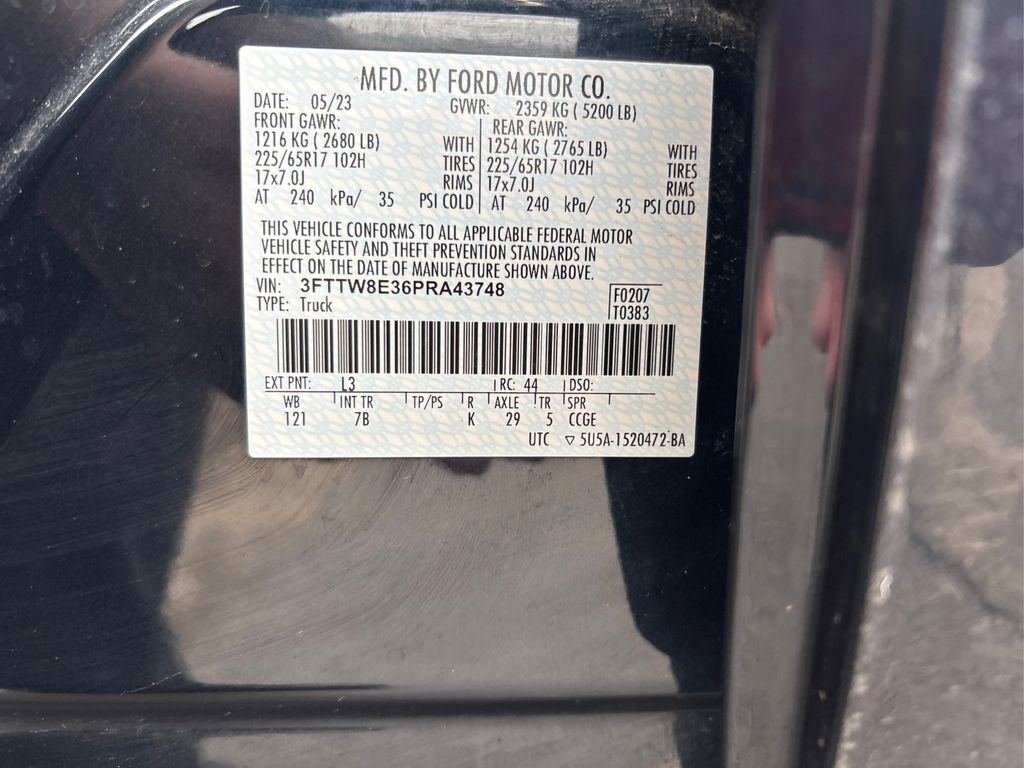 MFD. BY FORD MOTOR CO.
DATE: 05/23 GVWR: 2359 KG ( 5200 LB)
FRONT GAWR: REAR GAWR:
1216 KG ( 2680 LB) WITH 1254 KG ( 2765 LB) WITH
225/65R17 102H TIRES 225/65R17 102H TIRES
17x7.0J RIMS 17x7.0J RIMS
AT 240 kPa/ 35 PSI COLD AT 240 kPa/ 35 PSI COLD
THIS VEHICLE CONFORMS TO ALL APPLICABLE FEDERAL MOTOR
VEHICLE SAFETY AND THEFT PREVENTION STANDARDS IN
EFFECT ON THE DATE OF MANUFACTURE SHOWN ABOVE.
VIN: 3FTTW8E36PRA43748 F0207
TYPE: Truck T0383
EXT PNT: L3 RC: 44 DSO:
WB INT TR TP/PS R AXLE TR SPR
121 7B K 29 5 CCGE
UTC ▽ 5U5A-1520472-BA